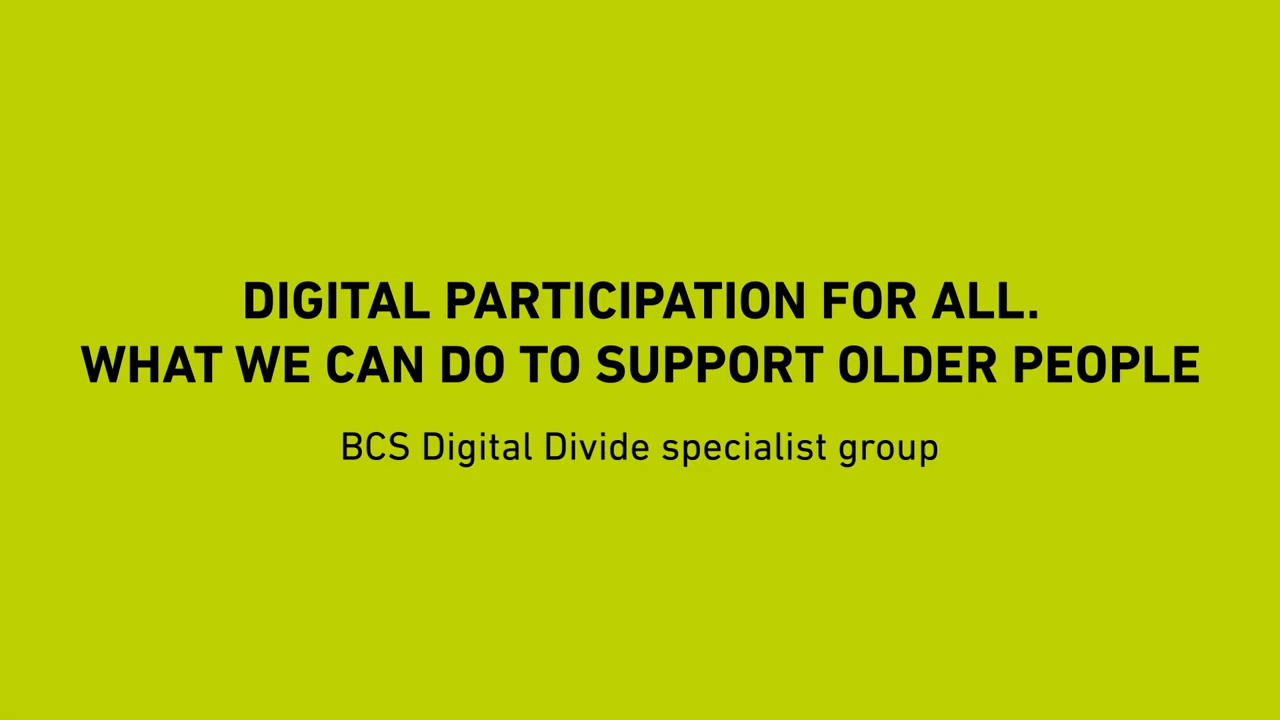 DIGITAL PARTICIPATION FOR ALL.
WHAT WE CAN DO TO SUPPORT OLDER PEOPLE
BCS Digital Divide specialist group